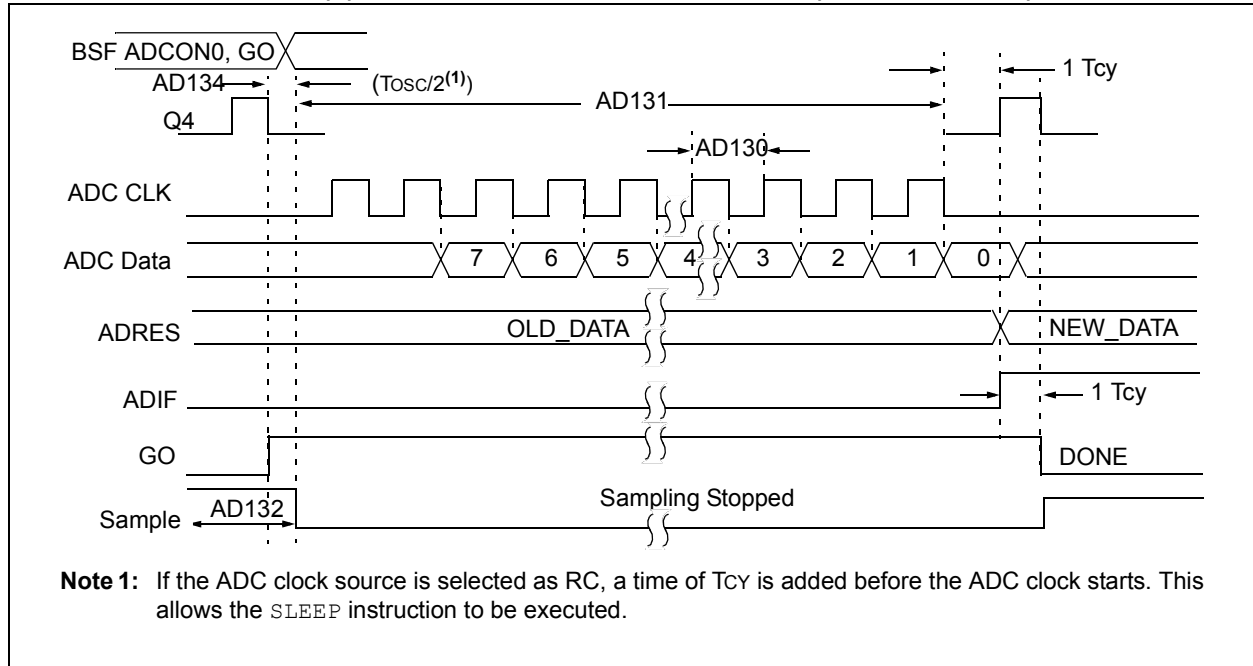 BSF ADCON0, GO
AD134
(TOSC/2(1))
1 Tcy
AD131
Q4
AD130
ADC CLK
ADC Data
7 6 5 4 3 2 1 0
ADRES
OLD_DATA
NEW_DATA
ADIF
1 Tcy
GO
DONE
Sample
AD132
Sampling Stopped
Note 1: If the ADC clock source is selected as RC, a time of TCY is added before the ADC clock starts. This
allows the SLEEP instruction to be executed.